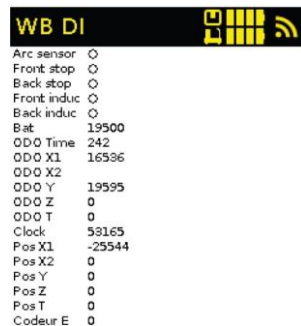 WB DI
Arc sensor
Front stop
Back stop
Front induc
Back induc
Bat 19500
ODO Time 242
ODO X1 16536
ODO X2
ODO Y 19595
ODO Z 0
ODO T 0
Clock 53165
Pos X1 -25544
Pos X2 0
Pos Y 0
Pos Z 0
Pos T 0
Codeur E 0